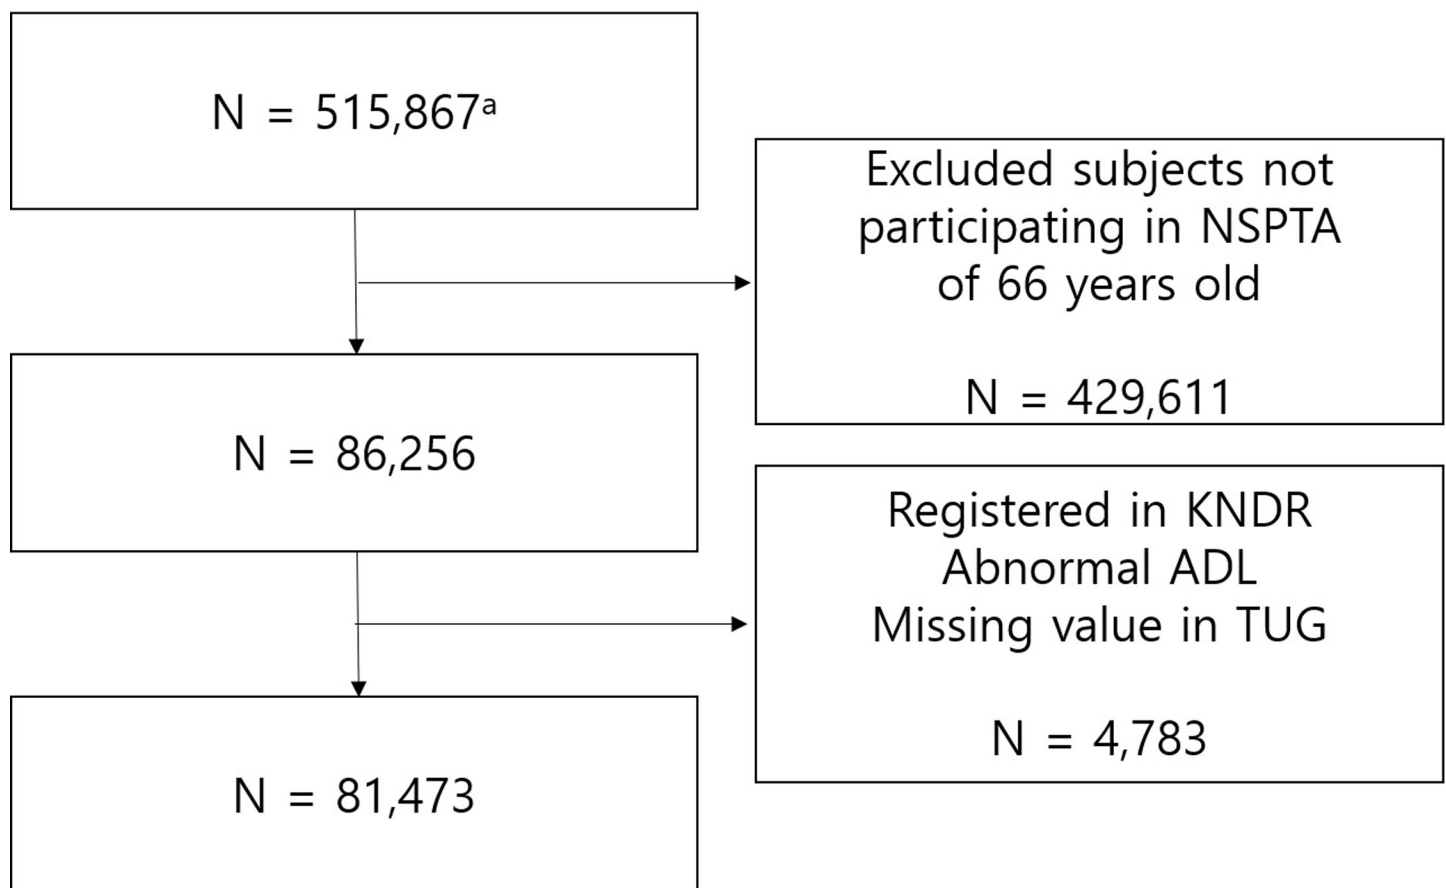 N = 515,867ᵃ
Excluded subjects not
participating in NSPTA
of 66 years old
N = 429,611
N = 86,256
Registered in KNDR
Abnormal ADL
Missing value in TUG
N = 4,783
N = 81,473